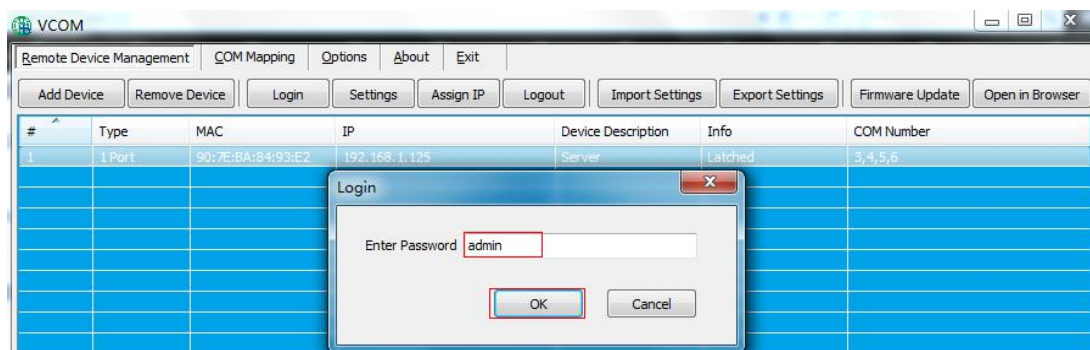 VCOM
Remote Device Management COM Mapping Options About Exit
Add Device Remove Device Login Settings Assign IP Logout Import Settings Export Settings Firmware Update Open in Browser
# Type MAC IP Device Description Info COM Number
1 1 Port 90:7E:BA:84:93:E2 192.168.1.125 Server Latched 3,4,5,6
Login
Enter Password admin
OK Cancel